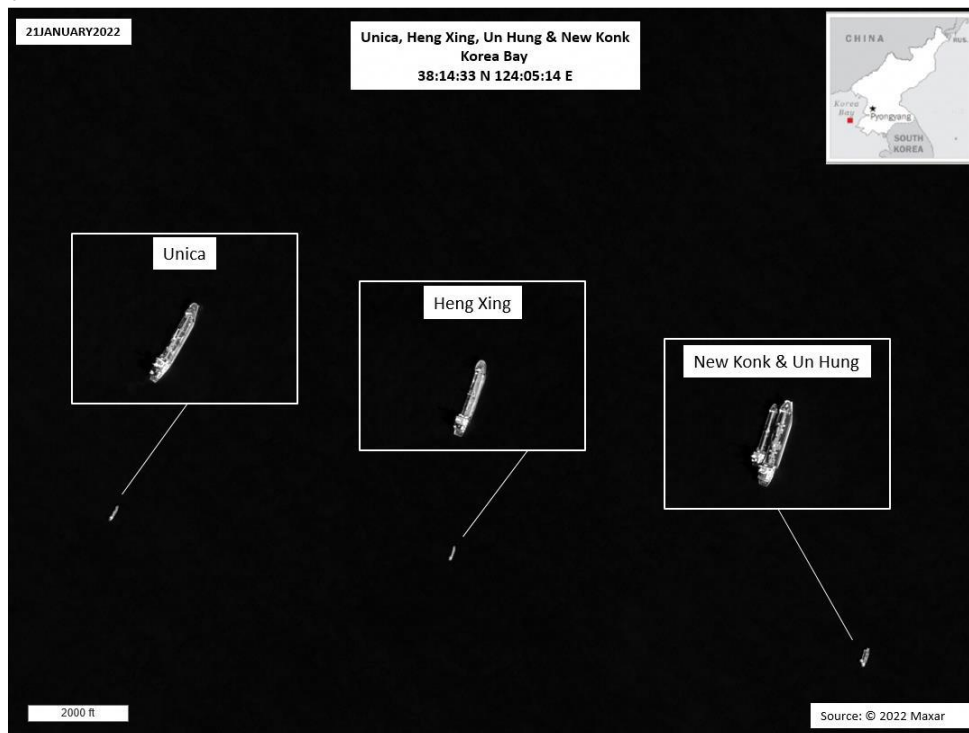 21JANUARY2022
Unica, Heng Xing, Un Hung & New Konk
Korea Bay
38:14:33 N 124:05:14 E
CHINA
RUS.
Korea
Bay
Pyongyang
SOUTH
KOREA
Unica
Heng Xing
New Konk & Un Hung
2000 ft
Source: © 2022 Maxar